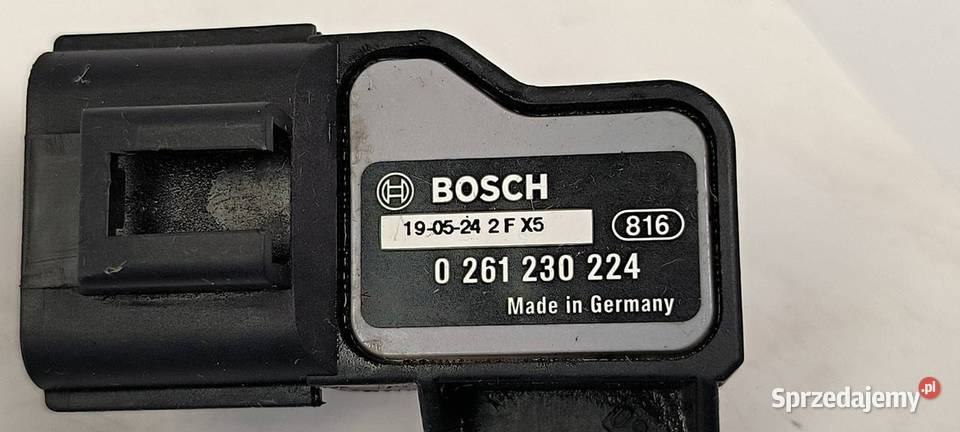 BOSCH
19-05-24 2 F X5
816
0 261 230 224
Made in Germany
Sprzedajemy.pl